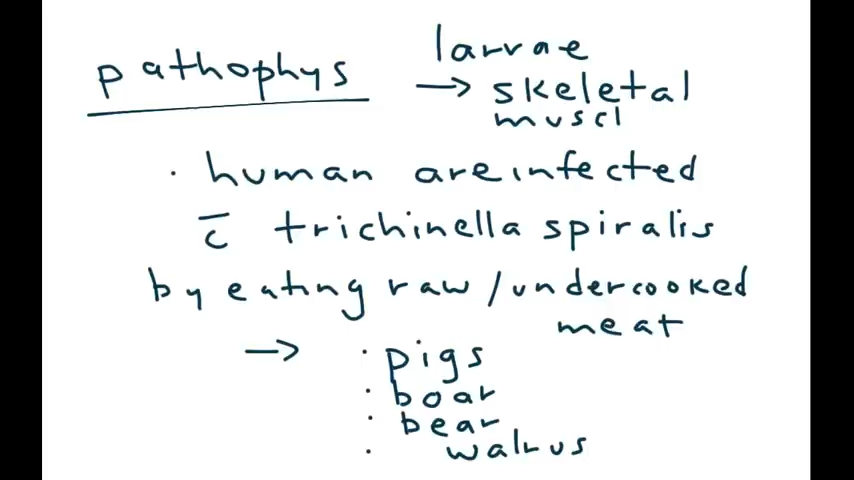 pathophys
larvae
→ skeletal
muscl
· human are infected
c̅ trichinella spiralis
by eating raw / undercooked
meat
→ · pigs
· boar
· bear
· walrus